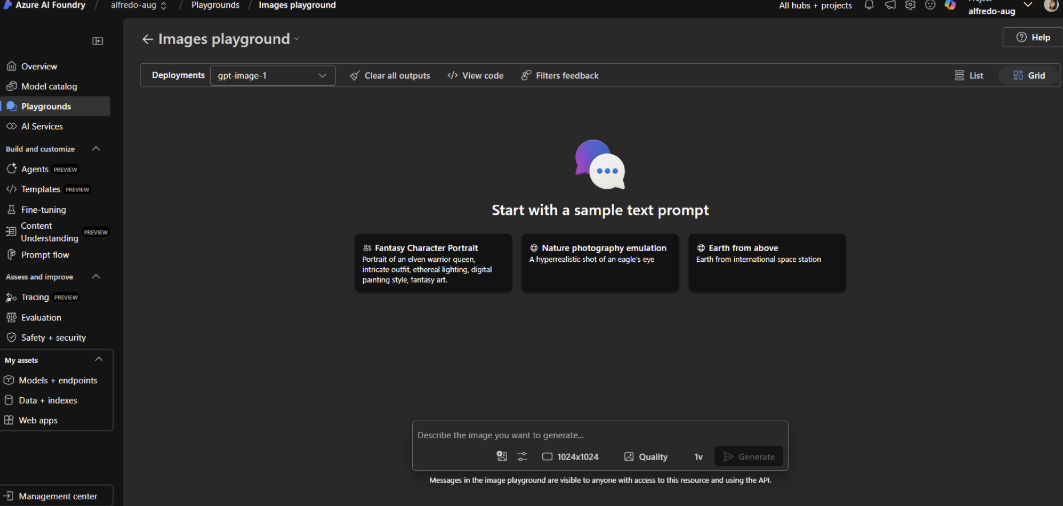 Azure AI Foundry / alfredo-aug / Playgrounds / Images playground
All hubs + projects
alfredo-aug
Images playground
Help
Deployments gpt-image-1 Clear all outputs </> View code Filters feedback List Grid
Overview
Model catalog
Playgrounds
AI Services
Build and customize
Agents PREVIEW
Templates PREVIEW
Fine-tuning
Content
Understanding PREVIEW
Prompt flow
Assess and improve
Tracing PREVIEW
Evaluation
Safety + security
My assets
Models + endpoints
Data + indexes
Web apps
Management center
Start with a sample text prompt
Fantasy Character Portrait
Portrait of an elven warrior queen,
intricate outfit, ethereal lighting, digital
painting style, fantasy art.
Nature photography emulation
A hyperrealistic shot of an eagle's eye
Earth from above
Earth from international space station
Describe the image you want to generate...
1024x1024 Quality 1v Generate
Messages in the image playground are visible to anyone with access to this resource and using the API.